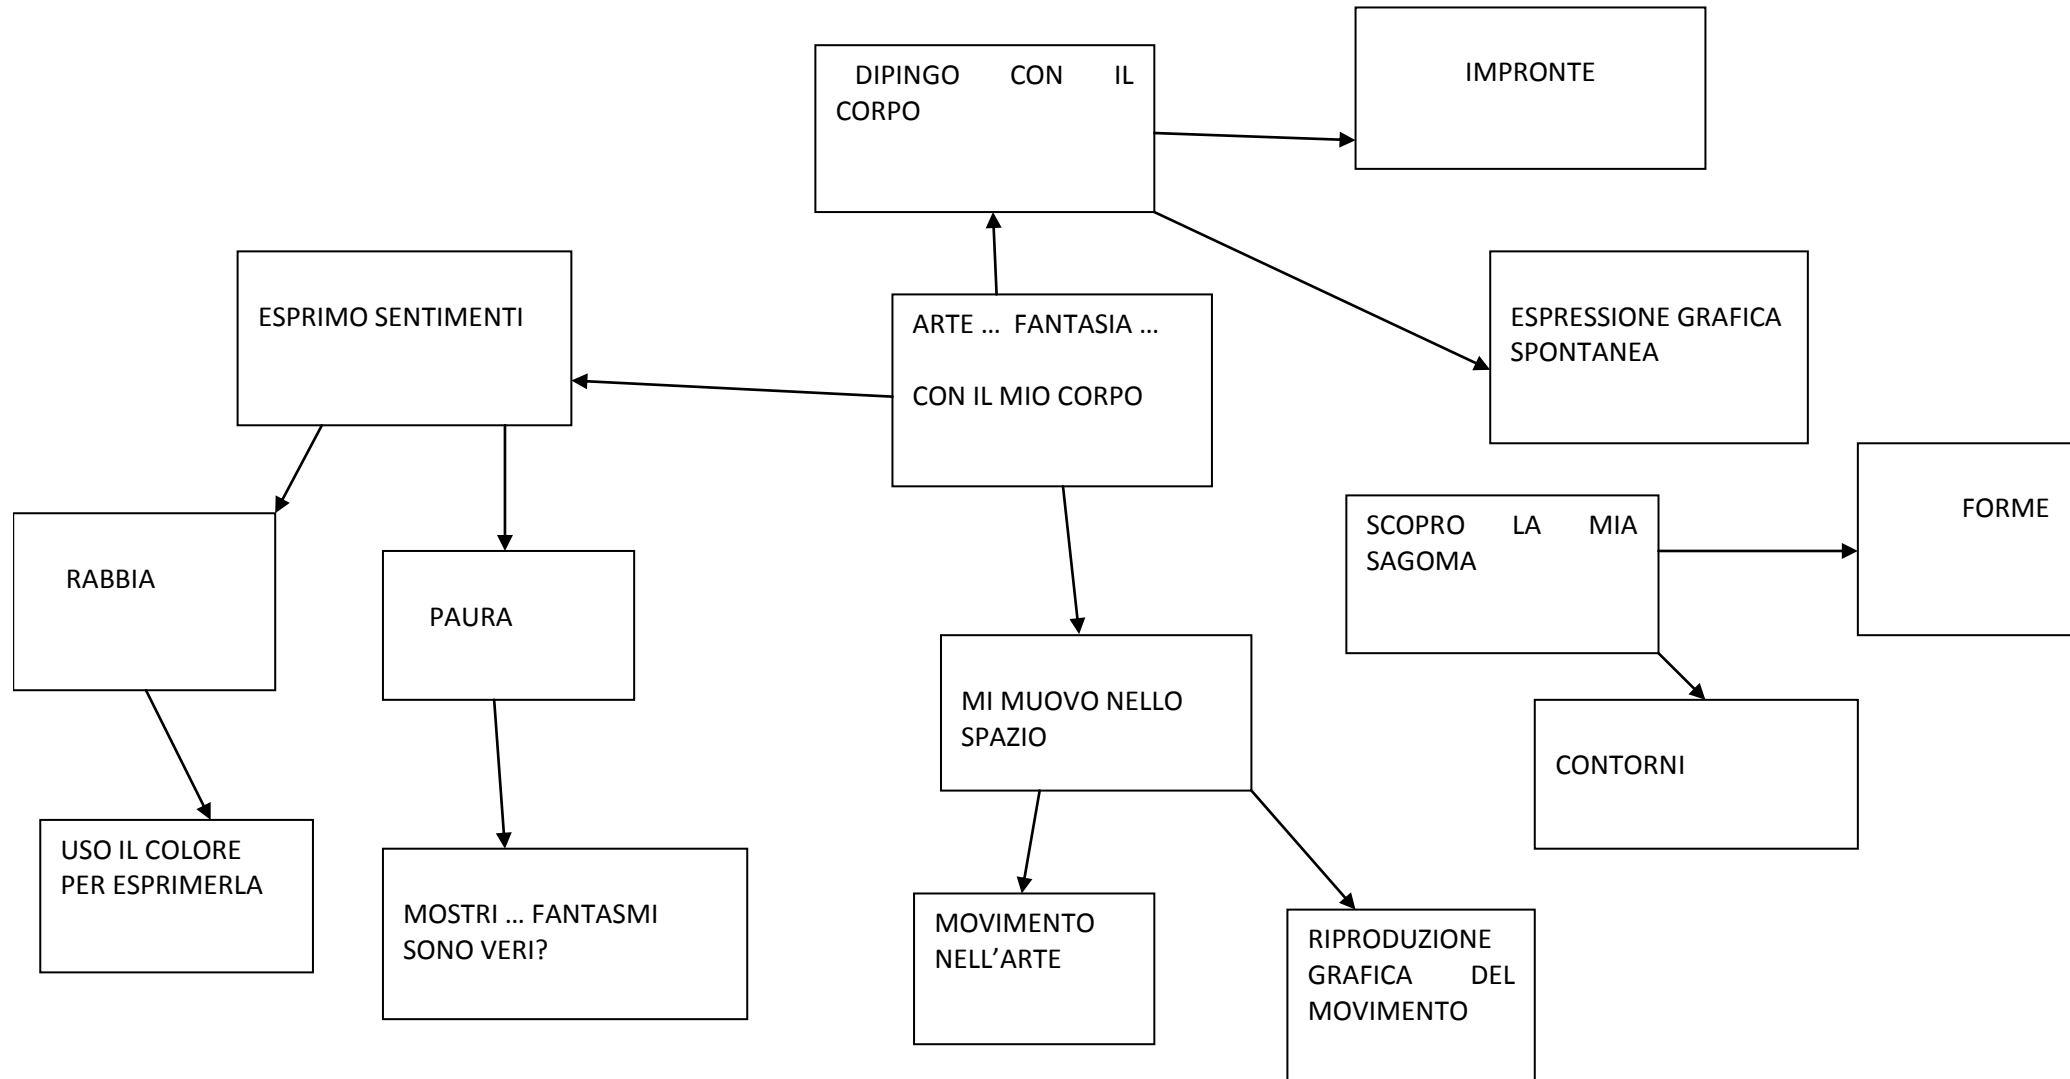 DIPINGO CON IL
CORPO
IMPRONTE
ESPRIMO SENTIMENTI
ARTE … FANTASIA …
CON IL MIO CORPO
ESPRESSIONE GRAFICA
SPONTANEA
RABBIA
PAURA
SCOPRO LA MIA
SAGOMA
FORME
MI MUOVO NELLO
SPAZIO
CONTORNI
USO IL COLORE
PER ESPRIMERLA
MOSTRI … FANTASMI
SONO VERI?
MOVIMENTO
NELL’ARTE
RIPRODUZIONE
GRAFICA DEL
MOVIMENTO